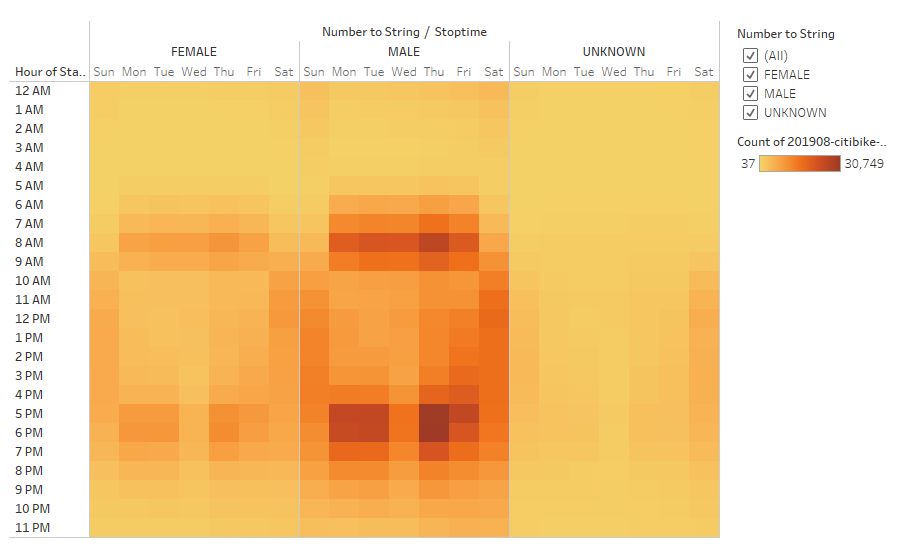 Number to String / Stoptime
FEMALE MALE UNKNOWN
Hour of Sta.. Sun Mon Tue Wed Thu Fri Sat Sun Mon Tue Wed Thu Fri Sat Sun Mon Tue Wed Thu Fri Sat
12 AM
1 AM
2 AM
3 AM
4 AM
5 AM
6 AM
7 AM
8 AM
9 AM
10 AM
11 AM
12 PM
1 PM
2 PM
3 PM
4 PM
5 PM
6 PM
7 PM
8 PM
9 PM
10 PM
11 PM
Number to String
(All)
FEMALE
MALE
UNKNOWN
Count of 201908-citibike-..
37 30,749